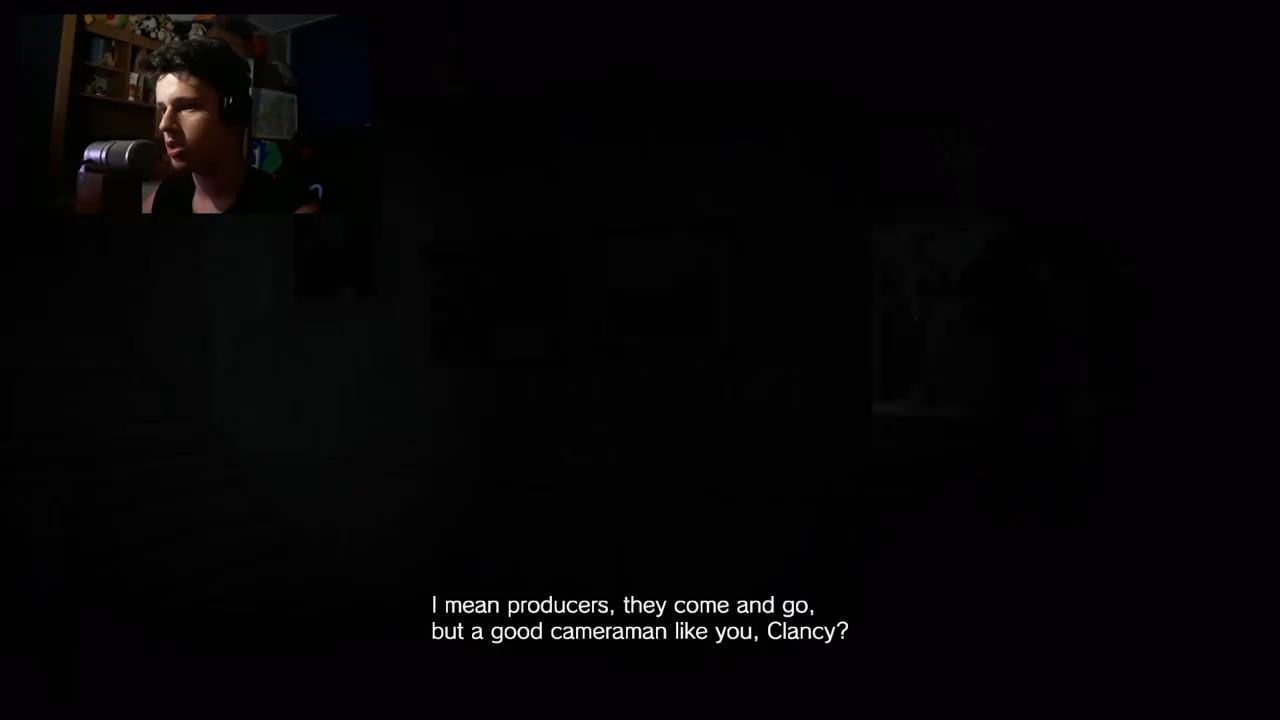 I mean producers, they come and go,
but a good cameraman like you, Clancy?